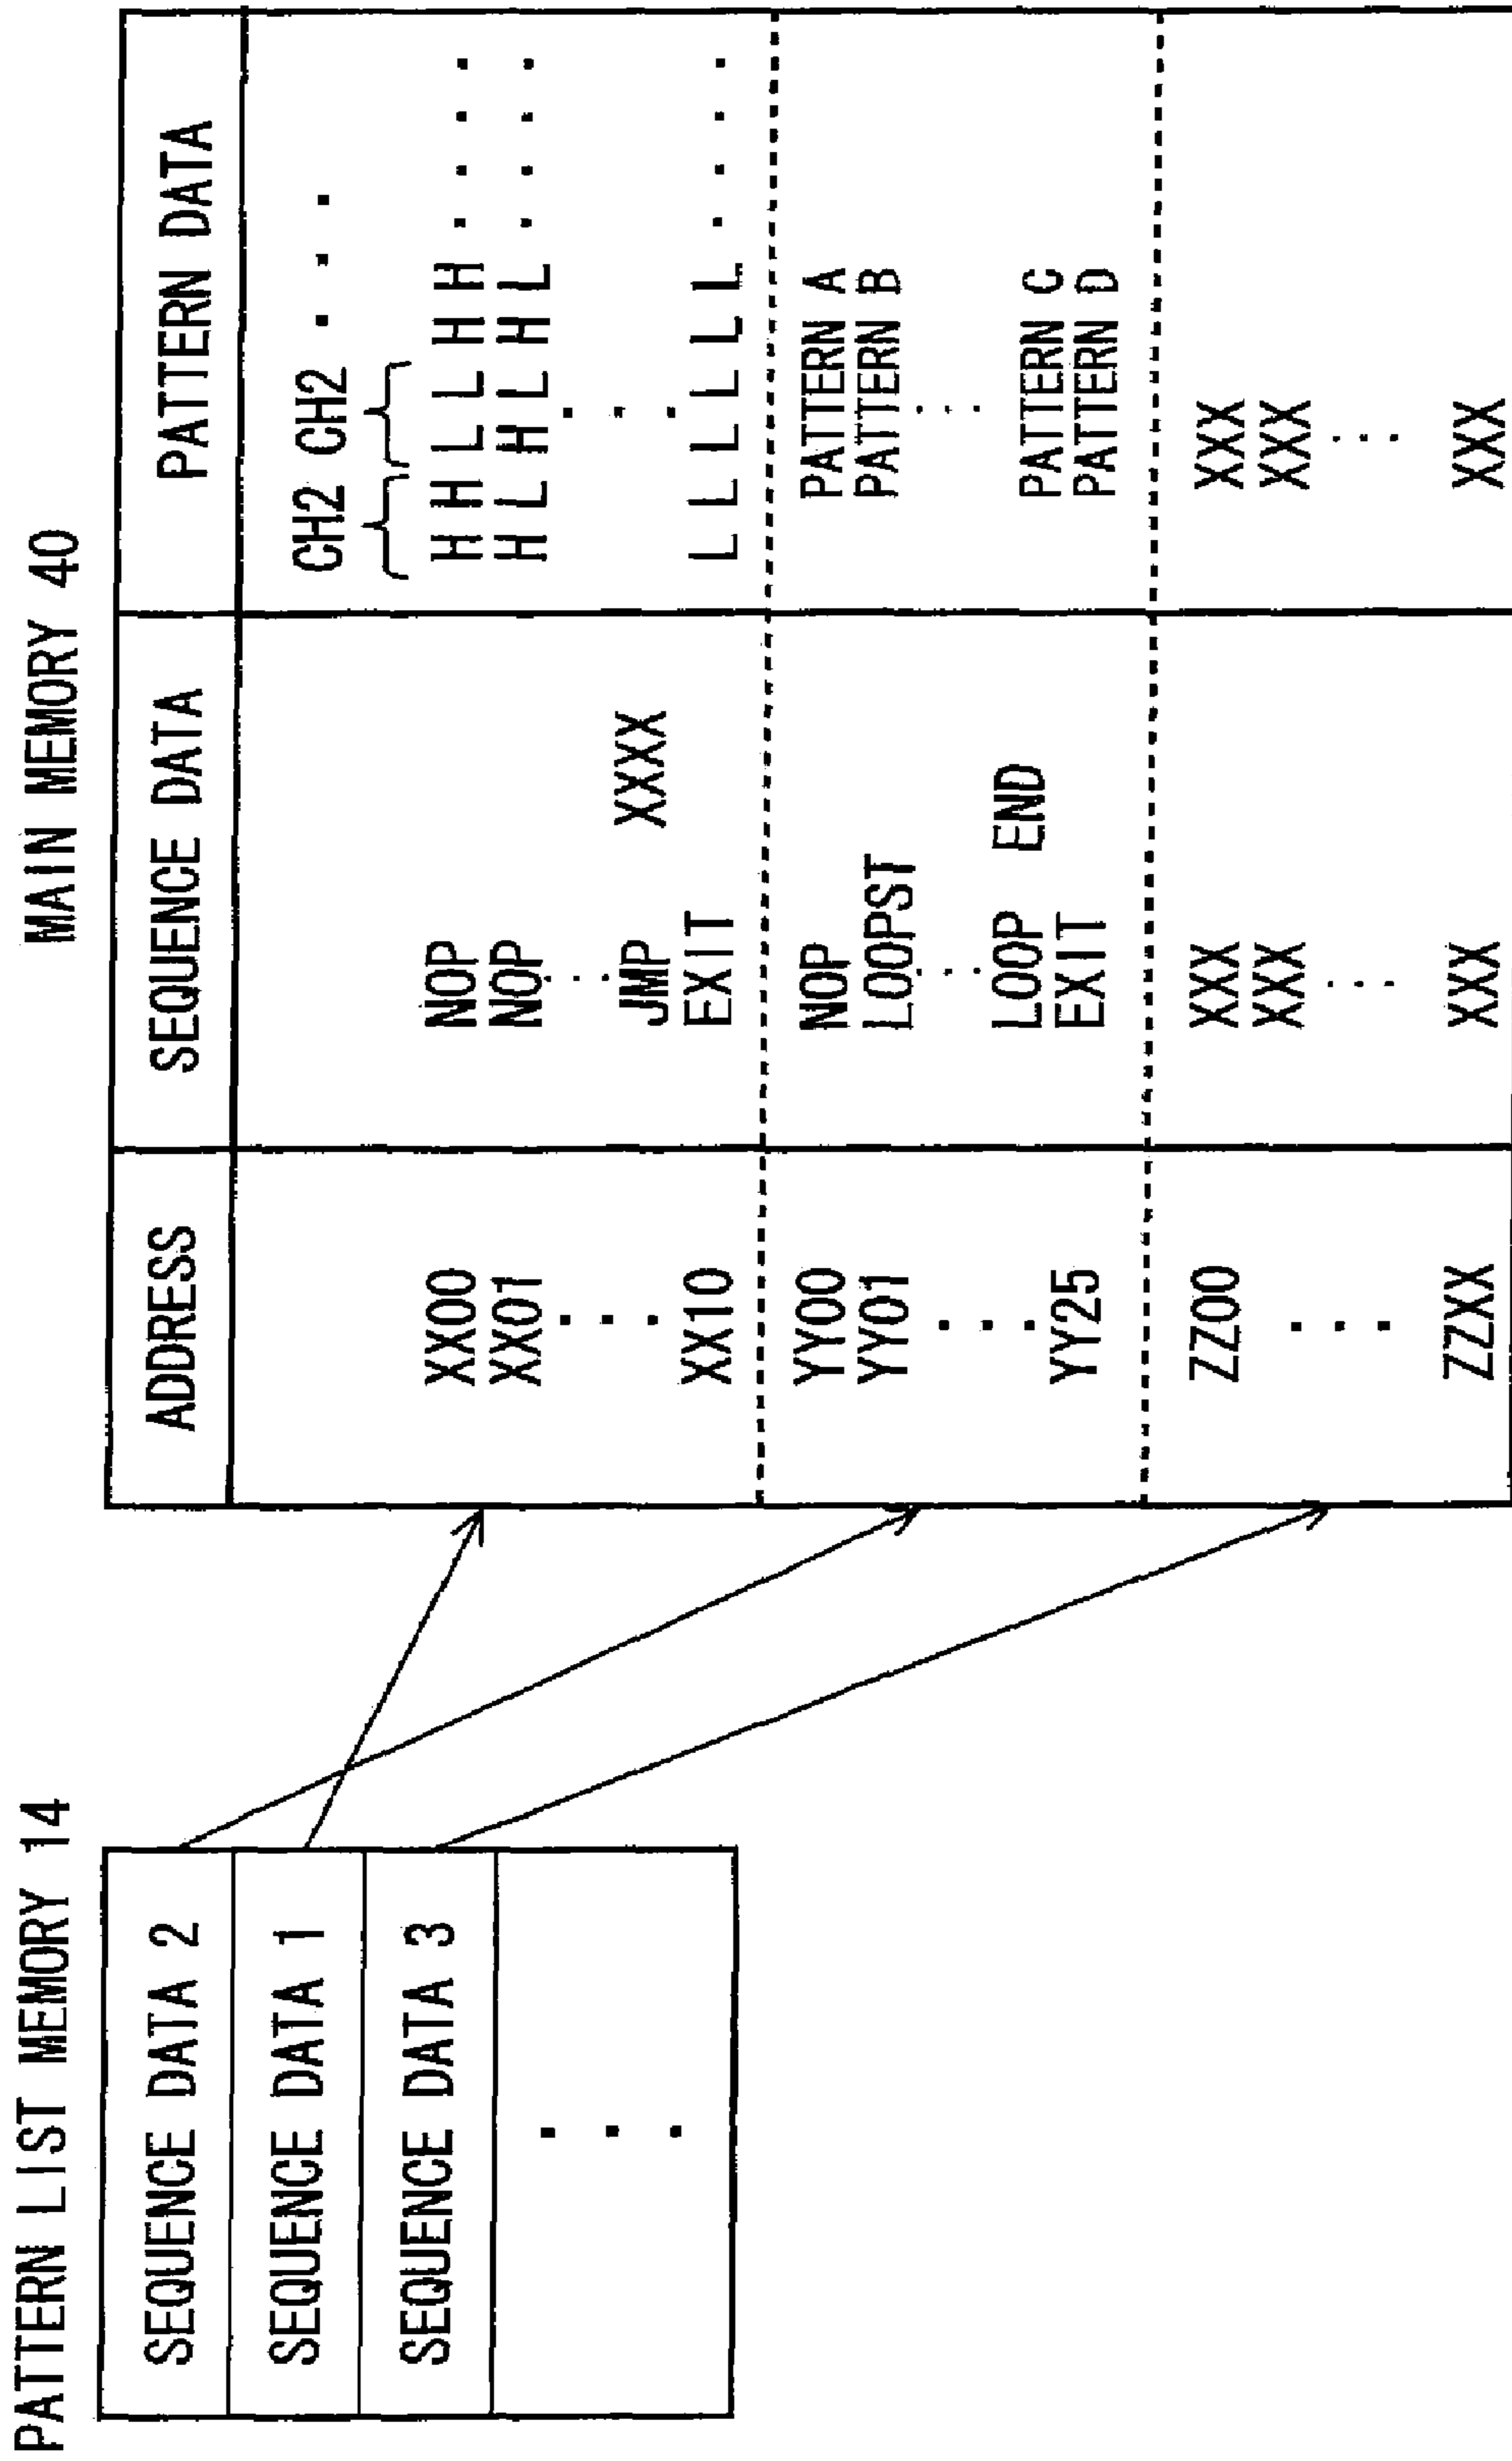 PATTERN LIST MEMORY 14
SEQUENCE DATA 2
SEQUENCE DATA 1
SEQUENCE DATA 3
. . .
MAIN MEMORY 40
ADDRESS SEQUENCE DATA PATTERN DATA
CH2 CH2 . . .
XX00 NOP H H L L H H . . . .
XX01 NOP H L H L H L . . . .
. . .
JMP XXXX
XX10 EXIT L L L L L L . . . .
YY00 NOP PATTERN A
YY01 LOOPST PATTERN B
. . .
LOOP END PATTERN C
YY25 EXIT PATTERN D
ZZ00 XXX XXX
XXX XXX
. . .
ZZXX XXX XXX